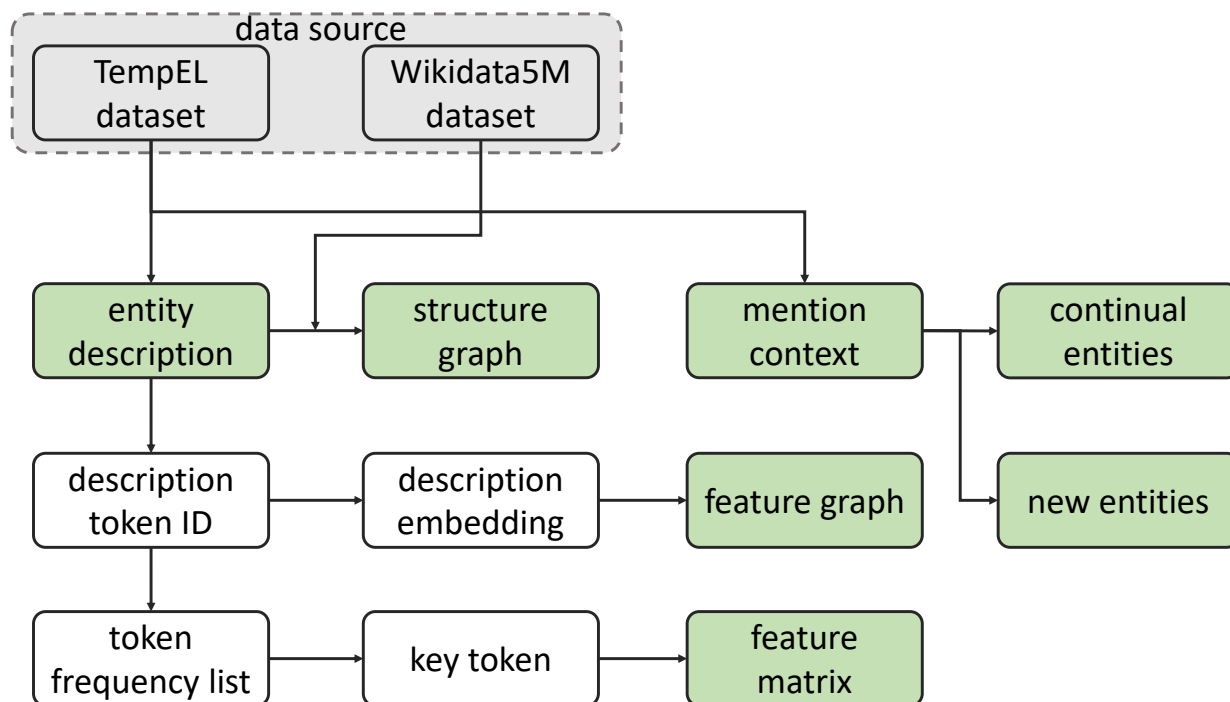 data source
TempEL
dataset
Wikidata5M
dataset
entity
description
structure
graph
mention
context
continual
entities
description
token ID
description
embedding
feature graph
new entities
token
frequency list
key token
feature
matrix